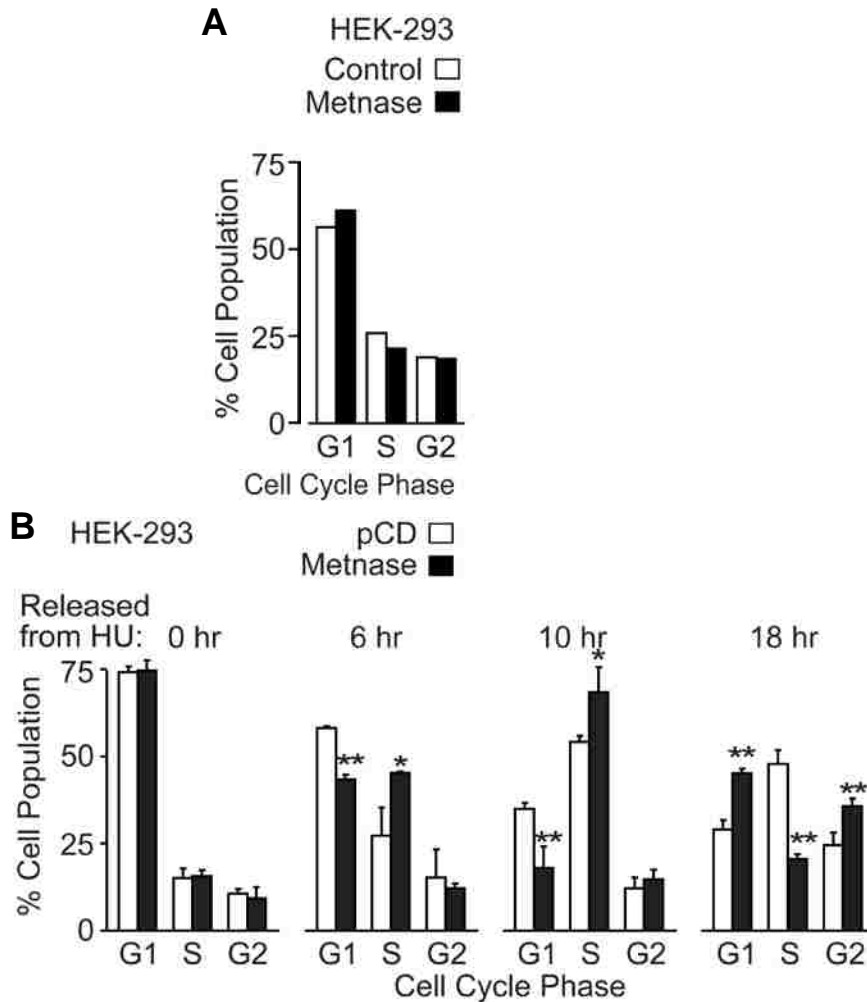 A
HEK-293
Control
Metnase
% Cell Population
75
50
25
0
G1 S G2
Cell Cycle Phase
B HEK-293
pCD
Metnase
Released
from HU: 0 hr 6 hr 10 hr 18 hr
% Cell Population
75
50
25
0
** * ** * ** ** **
G1 S G2 G1 S G2 G1 S G2 G1 S G2
Cell Cycle Phase